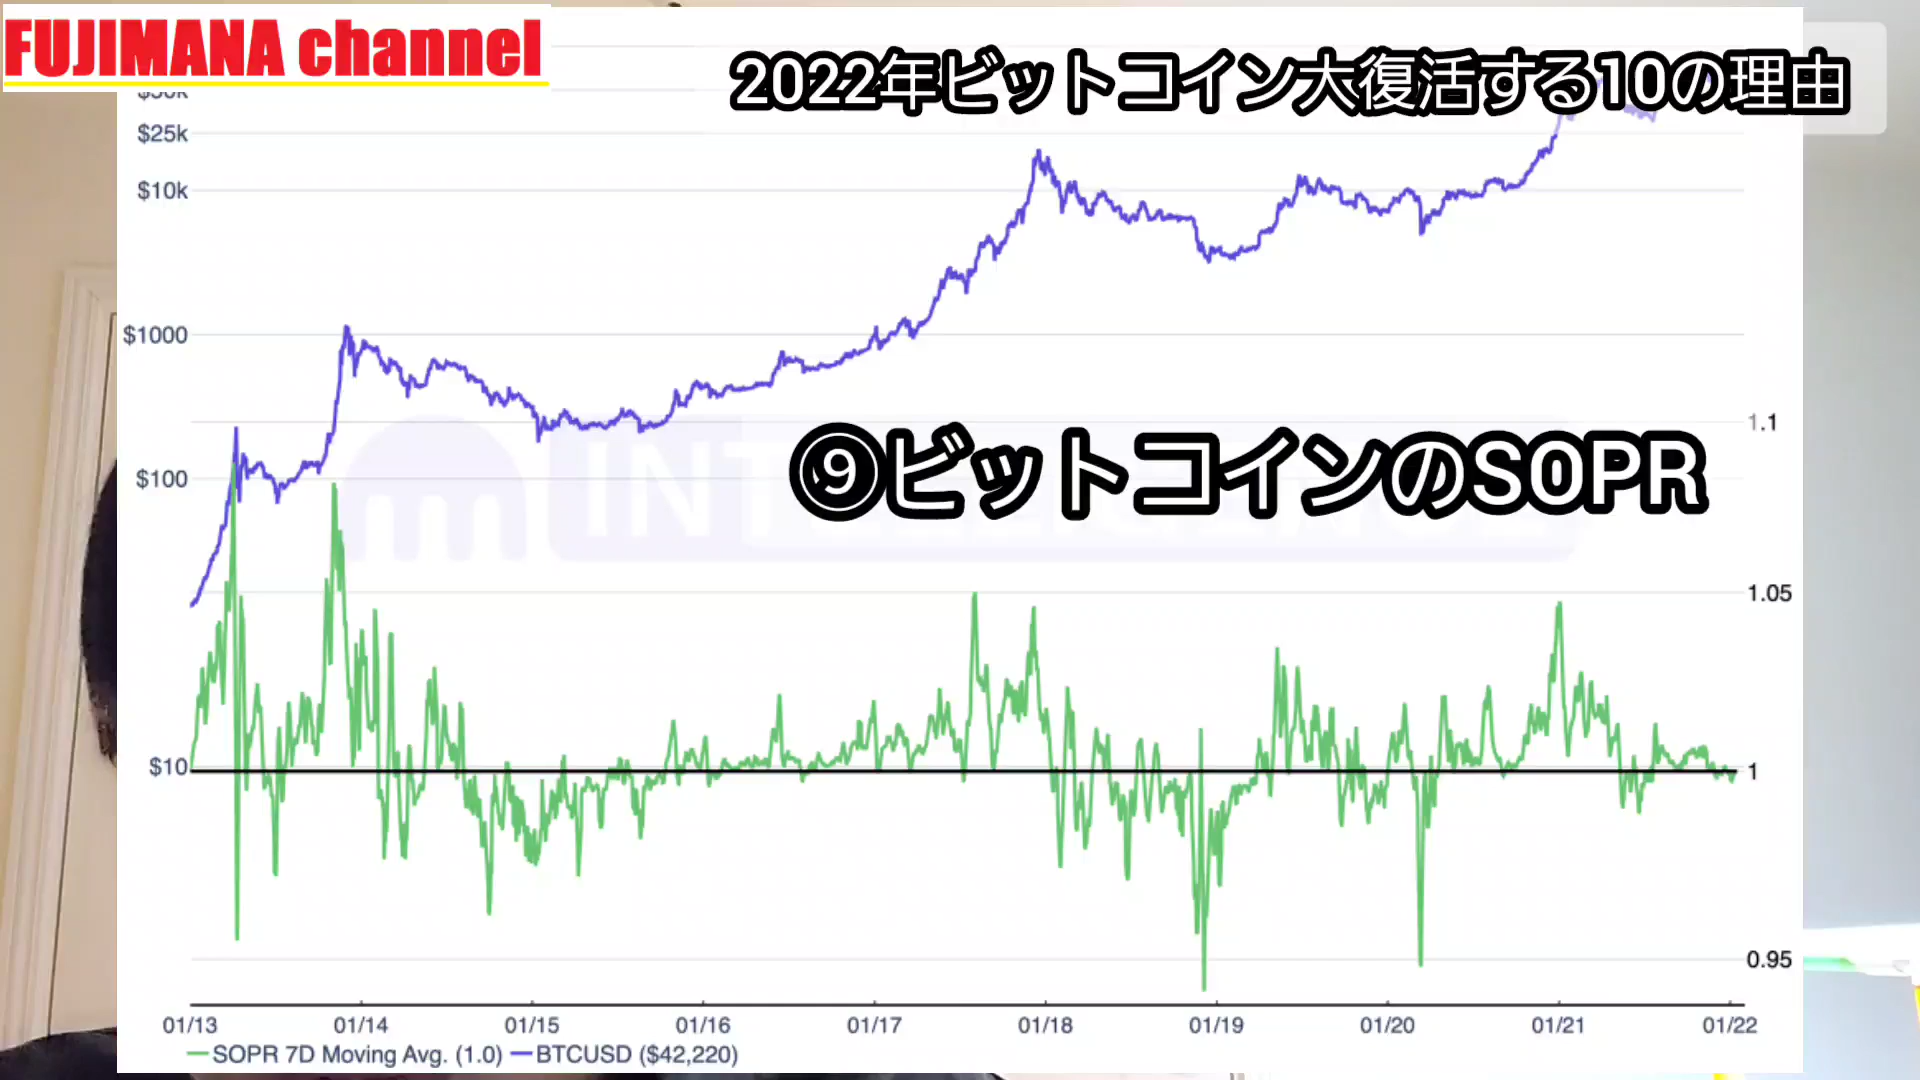 FUJIMANA channel
2022年ビットコイン大復活する10の理由
$50k
$25k
$10k
$1000
$100
$10
⑨ビットコインのSOPR
1.1
1.05
1
0.95
01/13 01/14 01/15 01/16 01/17 01/18 01/19 01/20 01/21 01/22
SOPR 7D Moving Avg. (1.0) BTCUSD ($42,220)